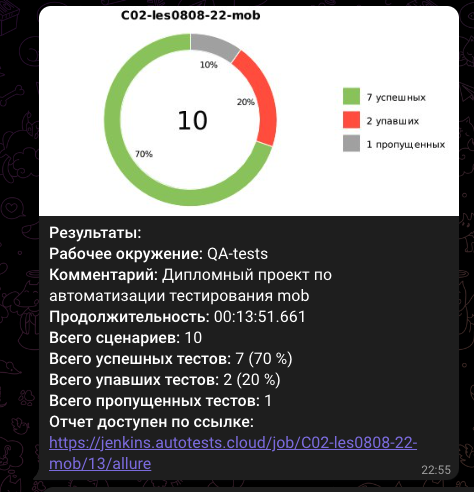 C02-les0808-22-mob
10%
20%
10
70%
7 успешных
2 упавших
1 пропущенных
Результаты:
Рабочее окружение: QA-tests
Комментарий: Дипломный проект по
автоматизации тестирования mob
Продолжительность: 00:13:51.661
Всего сценариев: 10
Всего успешных тестов: 7 (70 %)
Всего упавших тестов: 2 (20 %)
Всего пропущенных тестов: 1
Отчет доступен по ссылке:
https://jenkins.autotests.cloud/job/C02-les0808-22-
mob/13/allure
22:55